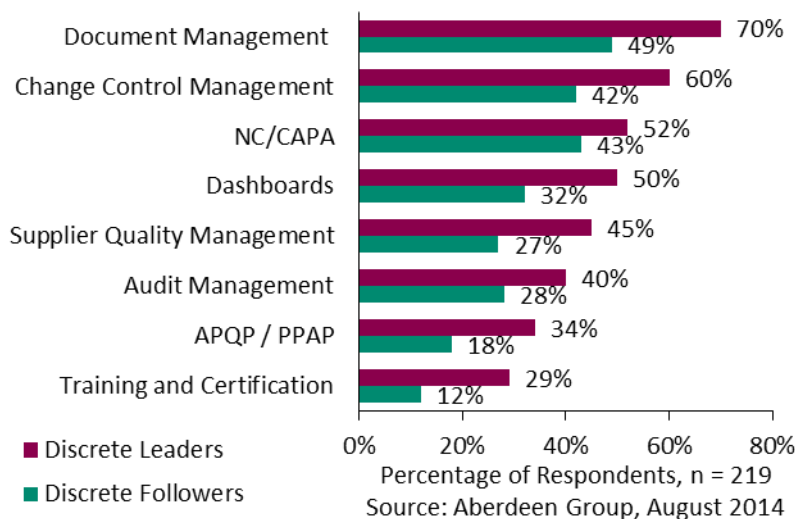 Document Management
70%
49%
Change Control Management
60%
42%
NC/CAPA
52%
43%
Dashboards
50%
32%
Supplier Quality Management
45%
27%
Audit Management
40%
28%
APQP / PPAP
34%
18%
Training and Certification
29%
12%
0% 20% 40% 60% 80%
Discrete Leaders
Discrete Followers
Percentage of Respondents, n = 219
Source: Aberdeen Group, August 2014